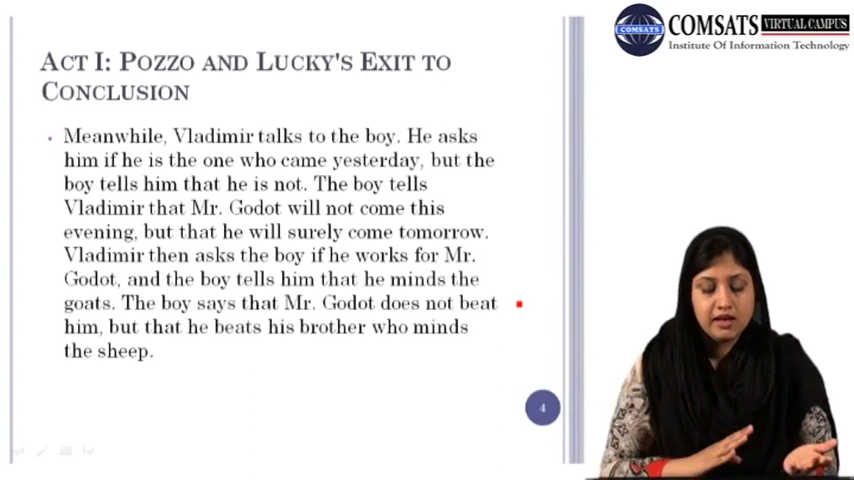 ACT I: POZZO AND LUCKY'S EXIT TO
CONCLUSION
Meanwhile, Vladimir talks to the boy. He asks
him if he is the one who came yesterday, but the
boy tells him that he is not. The boy tells
Vladimir that Mr. Godot will not come this
evening, but that he will surely come tomorrow.
Vladimir then asks the boy if he works for Mr.
Godot, and the boy tells him that he minds the
goats. The boy says that Mr. Godot does not beat
him, but that he beats his brother who minds
the sheep.
4
COMSATS
COMSATS VIRTUAL CAMPUS
Institute Of Information Technology